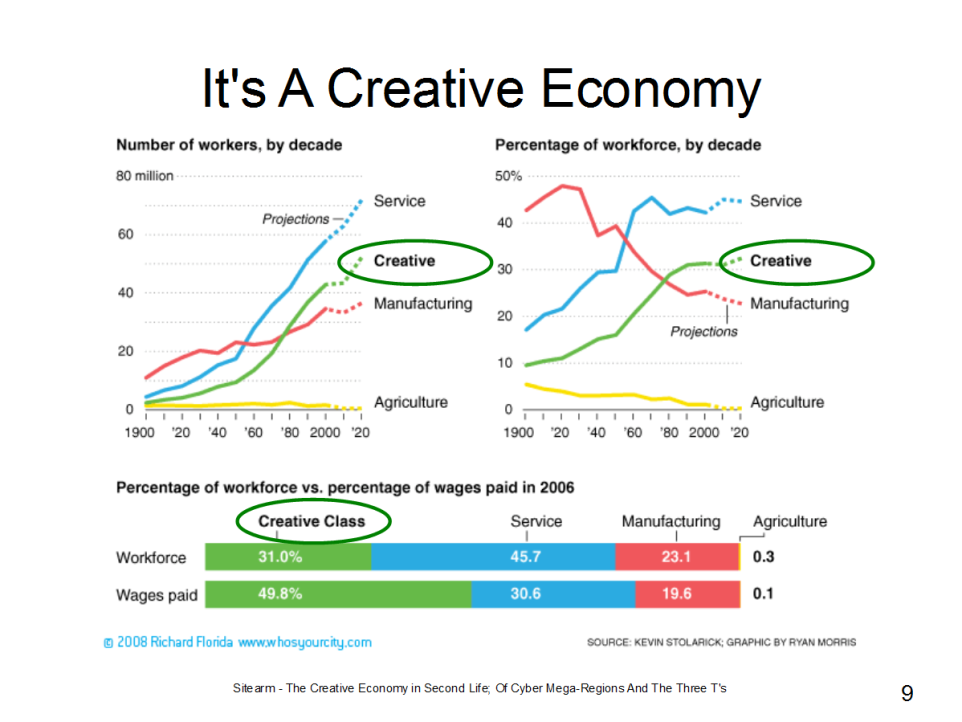 It's A Creative Economy
Number of workers, by decade
80 million
60
40
20
0
1900 '20 '40 '60 '80 2000 '20
Projections
Service
Creative
Manufacturing
Agriculture
Percentage of workforce, by decade
50%
40
30
20
10
0
1900 '20 '40 '60 '80 2000 '20
Service
Creative
Manufacturing
Projections
Agriculture
Percentage of workforce vs. percentage of wages paid in 2006
Creative Class Service Manufacturing Agriculture
Workforce 31.0% 45.7 23.1 0.3
Wages paid 49.8% 30.6 19.6 0.1
© 2008 Richard Florida www.whosyourcity.com
SOURCE: KEVIN STOLARICK; GRAPHIC BY RYAN MORRIS
Sitearm - The Creative Economy in Second Life; Of Cyber Mega-Regions And The Three T's
9